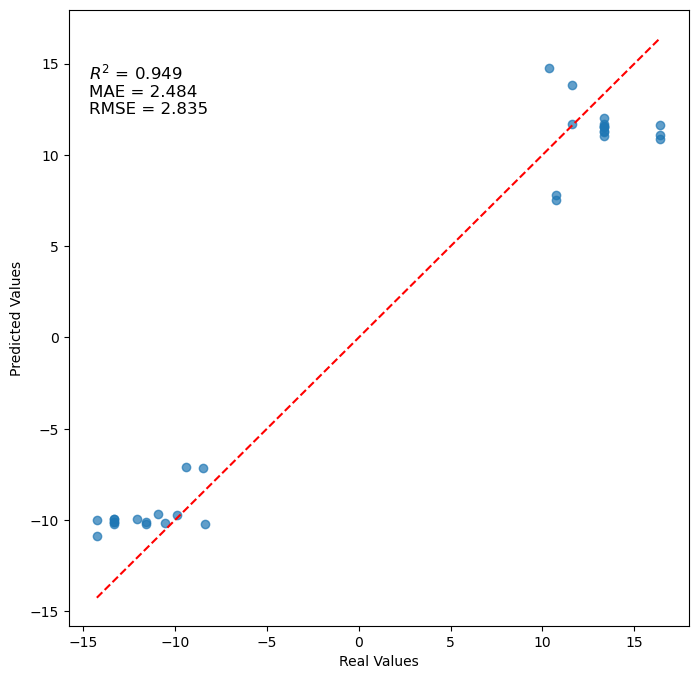 R² = 0.949
MAE = 2.484
RMSE = 2.835
15
10
5
0
−5
−10
−15
Predicted Values
−15 −10 −5 0 5 10 15
Real Values